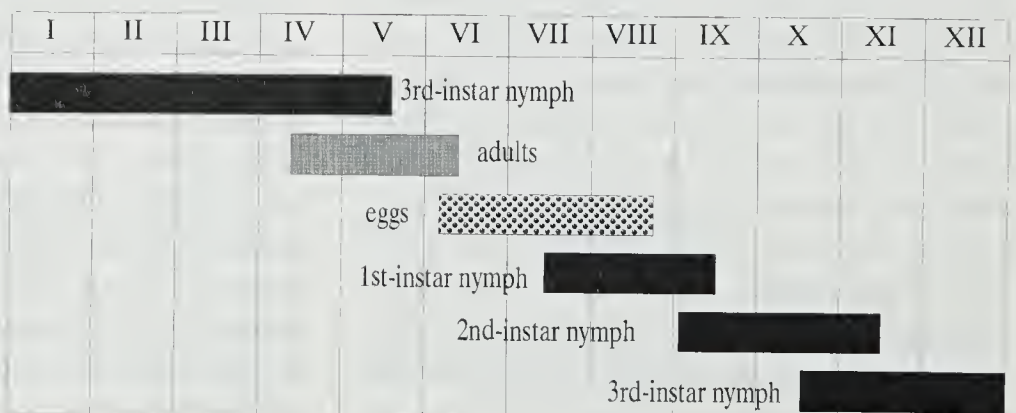 I II III IV V VI VII VIII IX X XI XII
3rd-instar nymph
adults
eggs
1st-instar nymph
2nd-instar nymph
3rd-instar nymph